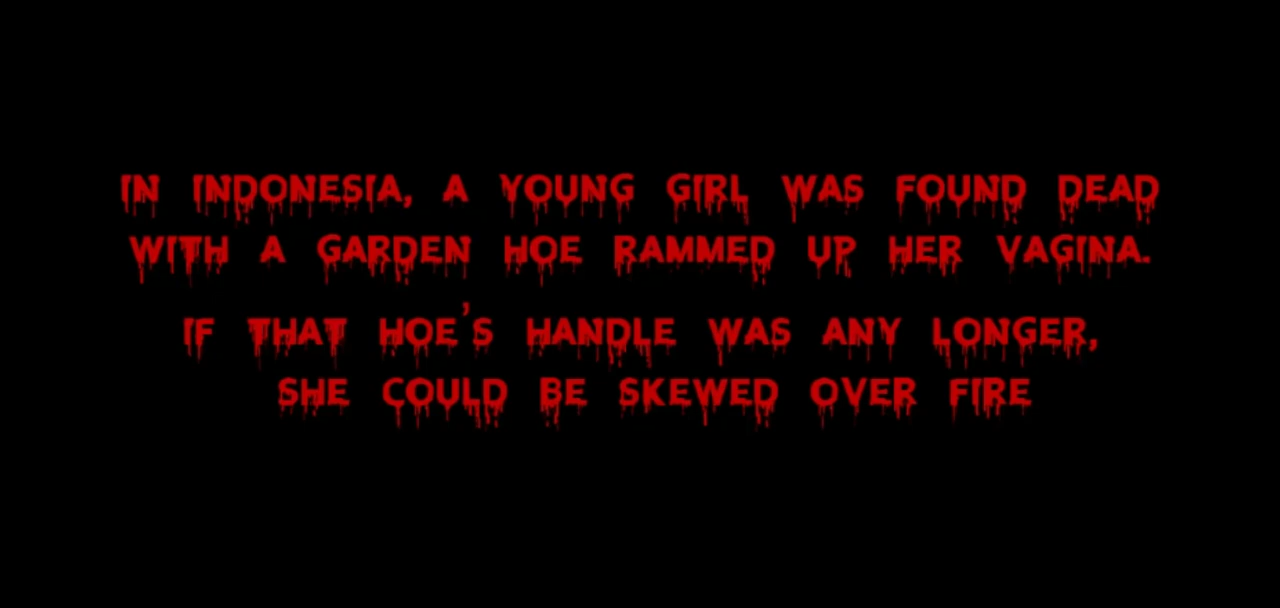 IN INDONESIA, A YOUNG GIRL WAS FOUND DEAD
WITH A GARDEN HOE RAMMED UP HER VAGINA.
IF THAT HOE'S HANDLE WAS ANY LONGER,
SHE COULD BE SKEWED OVER FIRE